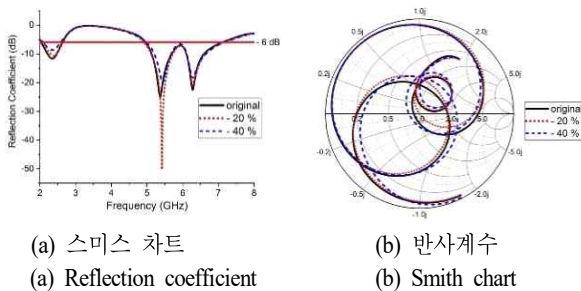 0
-10
-20
-30
-40
-50
Reflection Coefficient (dB)
- 6 dB
original
- 20 %
- 40 %
2
3
4
5
6
7
8
Frequency (GHz)
1.0j
0.5j
2.0j
0.2j
5.0j
0.2
0.5
1.0
2.0
5.0
-0.2j
-5.0j
-0.5j
-2.0j
-1.0j
original
- 20 %
- 40 %
(a) 스미스 차트
(b) 반사계수
(a) Reflection coefficient
(b) Smith chart